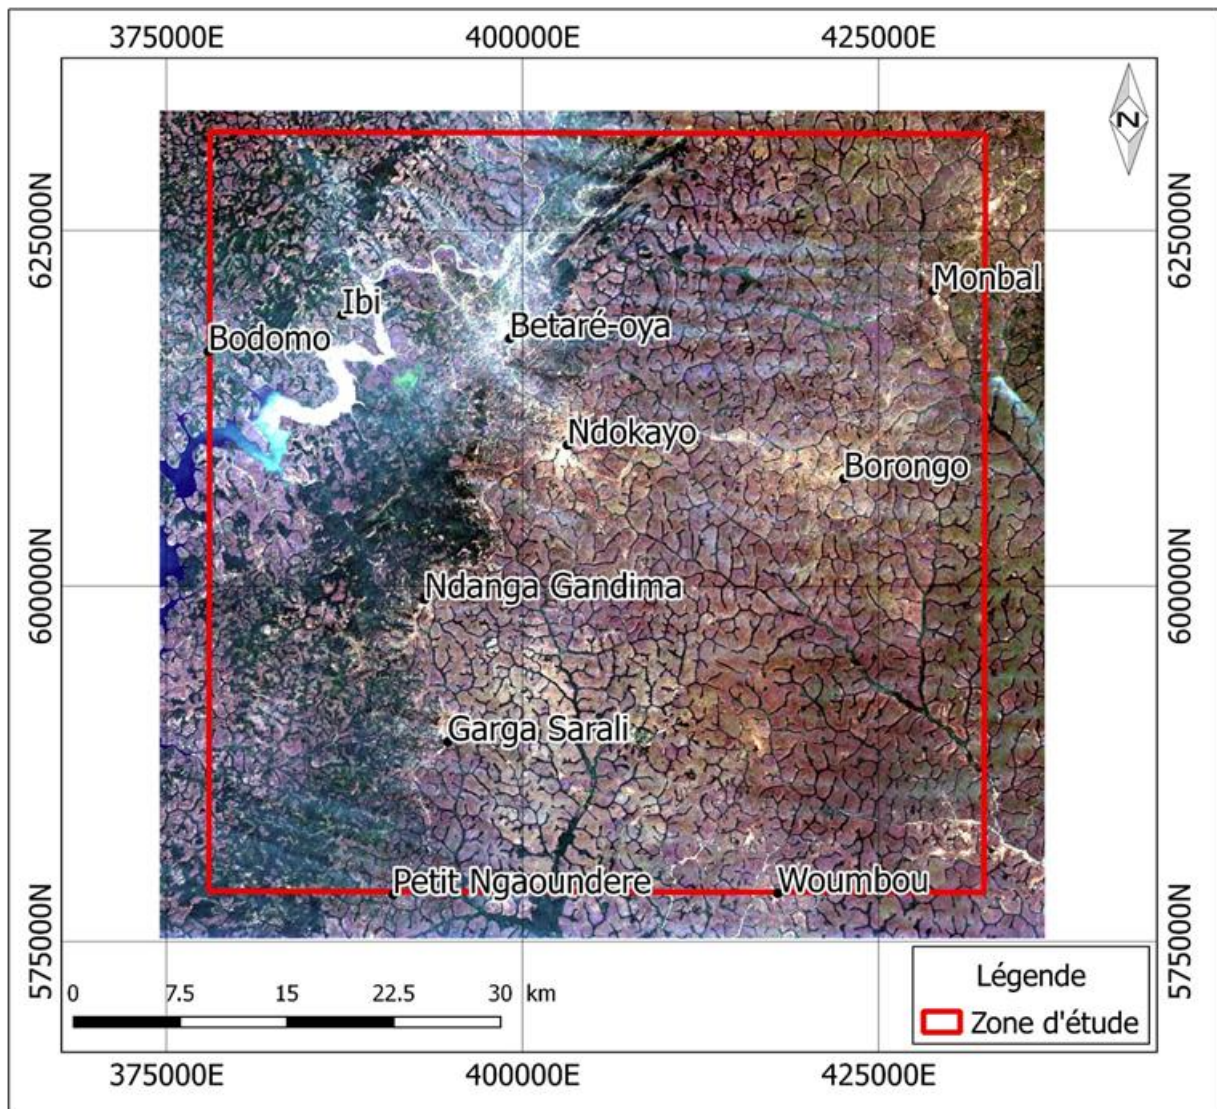 375000E 400000E 425000E
N
625000N 625000N
Monbal
Ibi
Betaré-oya
Bodomo
Ndokayo
Borongo
600000N 600000N
Ndanga Gandima
Garga Sarali
Petit Ngaoundere Woumbou
575000N 575000N
Légende
0 7.5 15 22.5 30 km
Zone d'étude
375000E 400000E 425000E